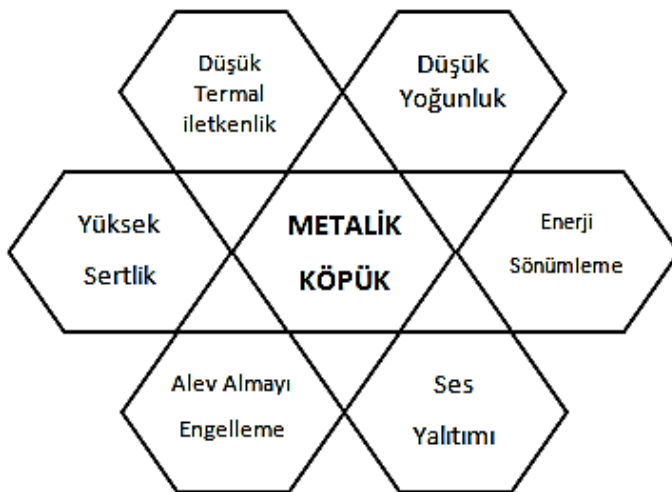 Düşük
Termal
iletkenlik
Düşük
Yoğunluk
Yüksek
Sertlik
METALİK
KÖPÜK
Enerji
Sönümleme
Alev Almayı
Engelleme
Ses
Yalıtımı